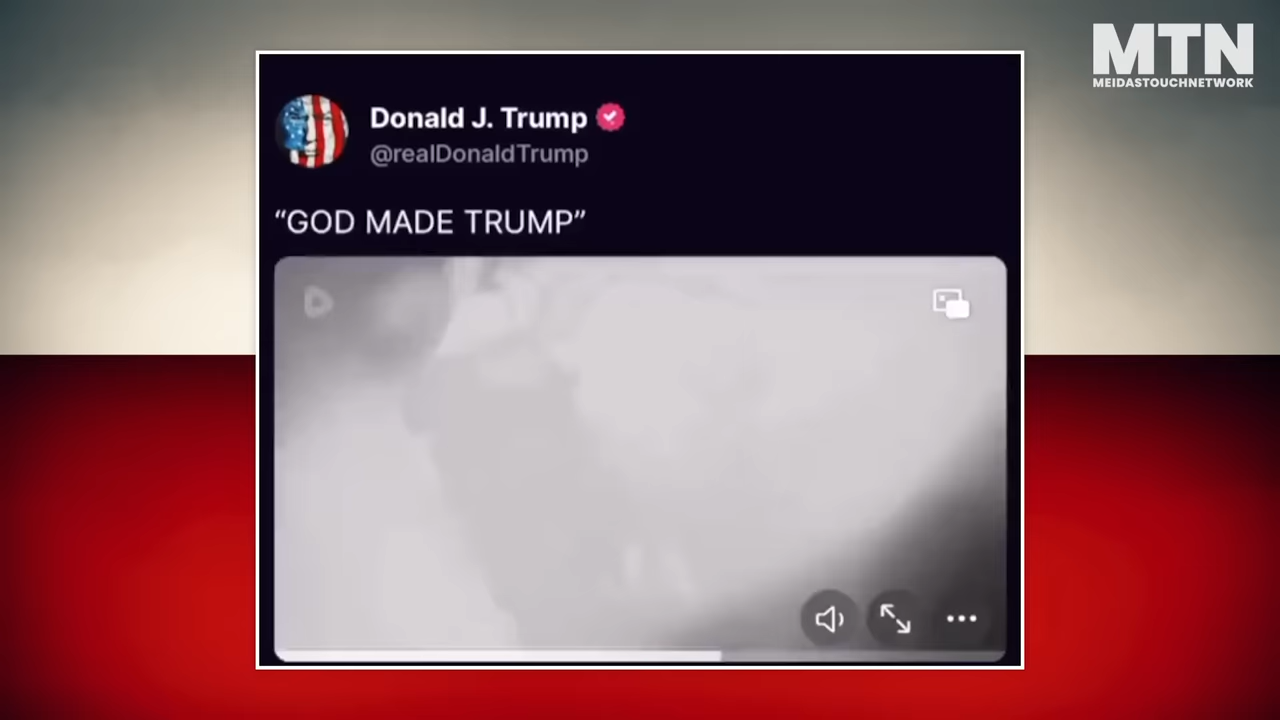 MTN
MEIDASTOUCHNETWORK
Donald J. Trump
@realDonaldTrump
“GOD MADE TRUMP”